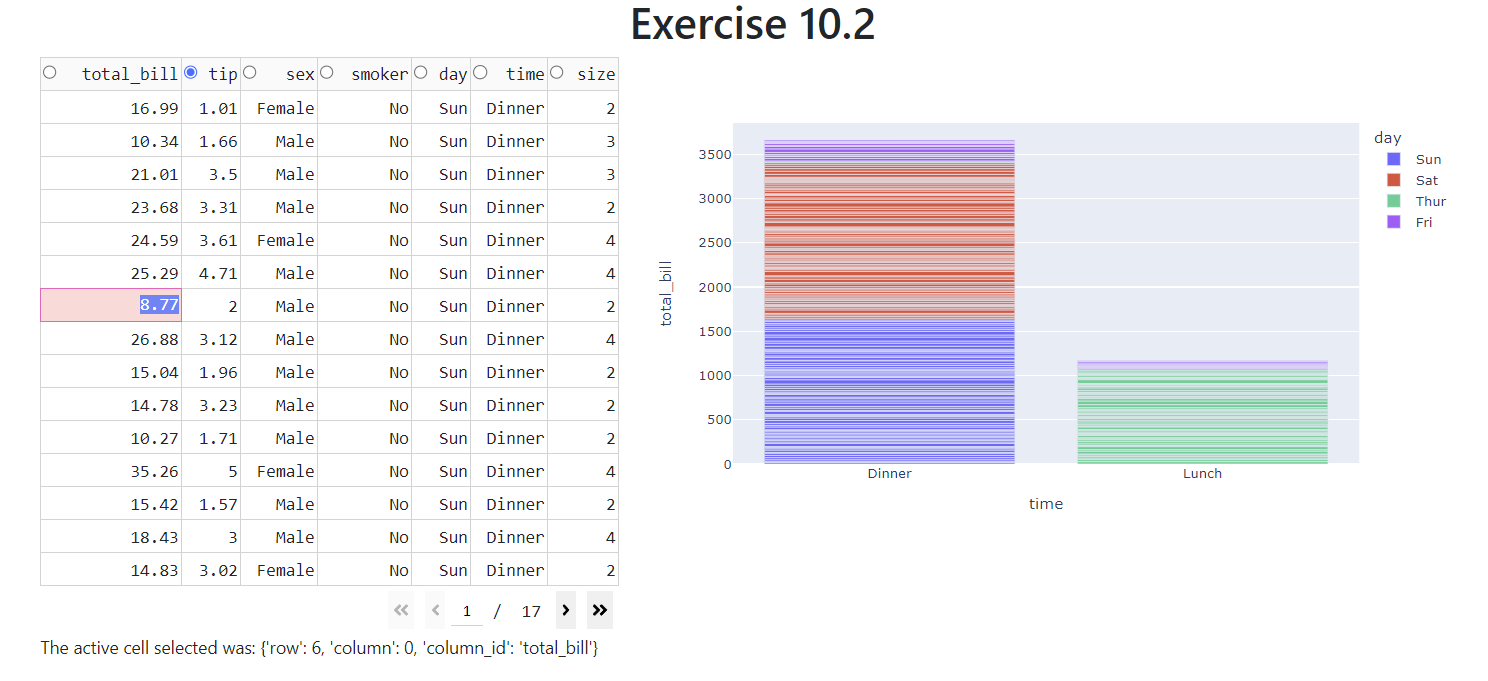 Exercise 10.2
total_bill tip sex smoker day time size
16.99 1.01 Female No Sun Dinner 2
10.34 1.66 Male No Sun Dinner 3
21.01 3.5 Male No Sun Dinner 3
23.68 3.31 Male No Sun Dinner 2
24.59 3.61 Female No Sun Dinner 4
25.29 4.71 Male No Sun Dinner 4
8.77 2 Male No Sun Dinner 2
26.88 3.12 Male No Sun Dinner 4
15.04 1.96 Male No Sun Dinner 2
14.78 3.23 Male No Sun Dinner 2
10.27 1.71 Male No Sun Dinner 2
35.26 5 Female No Sun Dinner 4
15.42 1.57 Male No Sun Dinner 2
18.43 3 Male No Sun Dinner 4
14.83 3.02 Female No Sun Dinner 2
1 / 17
The active cell selected was: {'row': 6, 'column': 0, 'column_id': 'total_bill'}
total_bill
3500
3000
2500
2000
1500
1000
500
0
Dinner Lunch
time
day
Sun
Sat
Thur
Fri